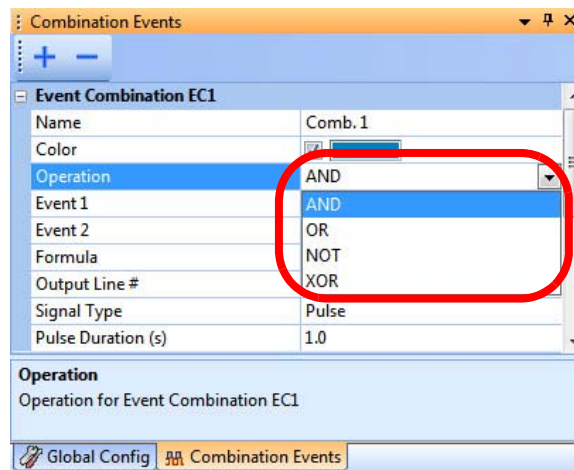 Combination Events
Event Combination EC1
Name Comb. 1
Color
Operation AND
Event 1 AND
Event 2 OR
Formula NOT
Output Line # XOR
Signal Type Pulse
Pulse Duration (s) 1.0
Operation
Operation for Event Combination EC1
Global Config Combination Events